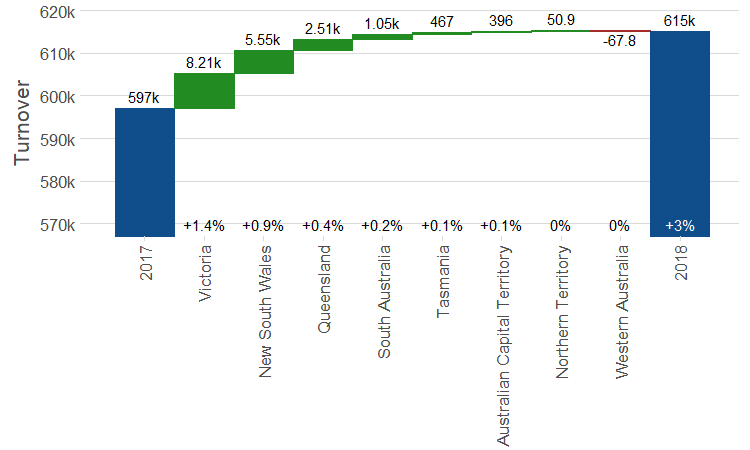 Turnover
620k
610k
600k
590k
580k
570k
597k
8.21k
5.55k
2.51k
1.05k
467
396
50.9
-67.8
615k
+1.4%
+0.9%
+0.4%
+0.2%
+0.1%
+0.1%
0%
0%
+3%
2017
Victoria
New South Wales
Queensland
South Australia
Tasmania
Australian Capital Territory
Northern Territory
Western Australia
2018